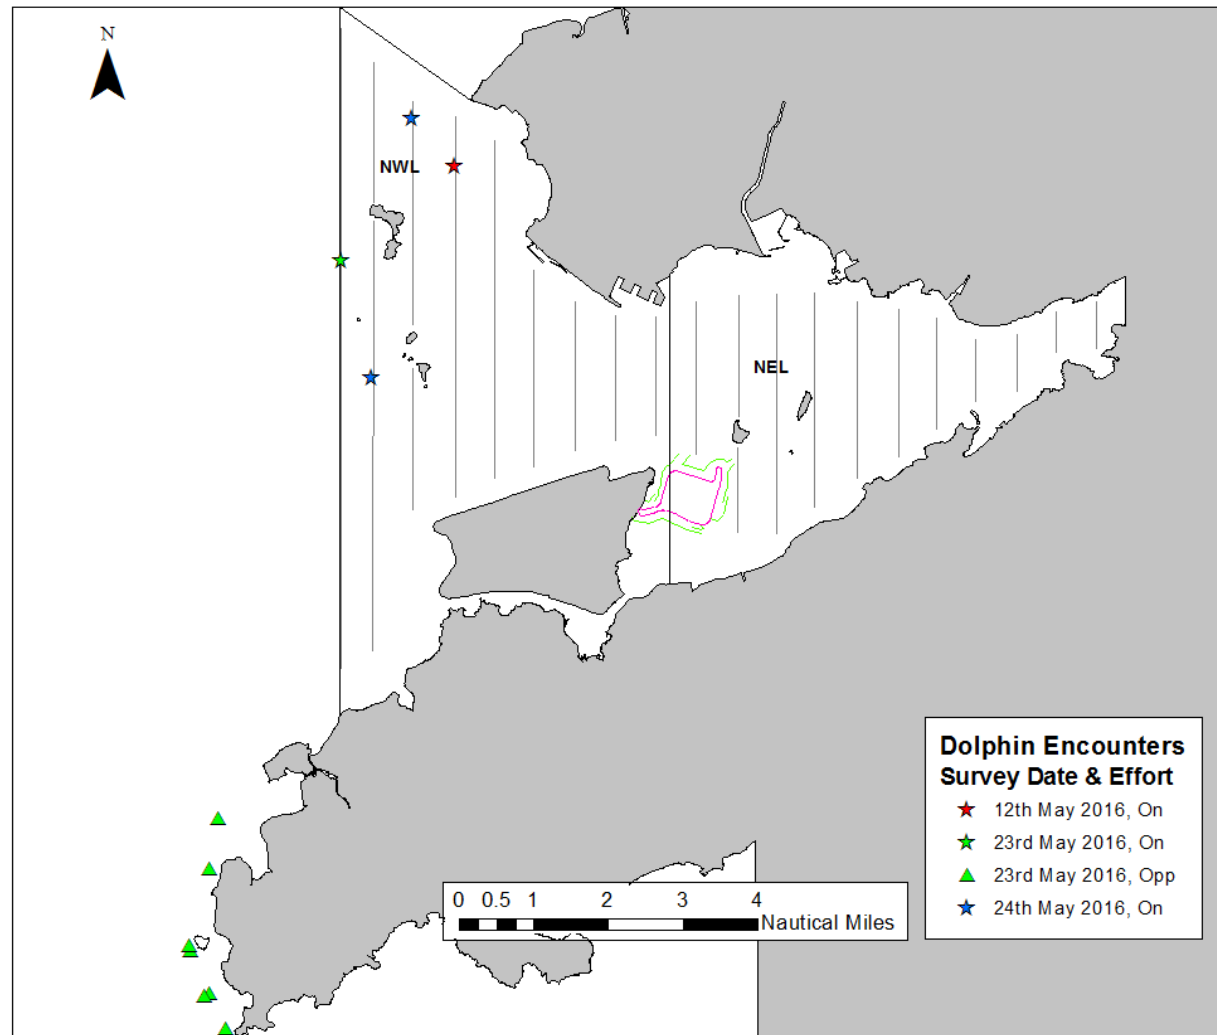 N
NWL
NEL
Dolphin Encounters
Survey Date & Effort
12th May 2016, On
23rd May 2016, On
23rd May 2016, Opp
24th May 2016, On
0 0.5 1 2 3 4
Nautical Miles